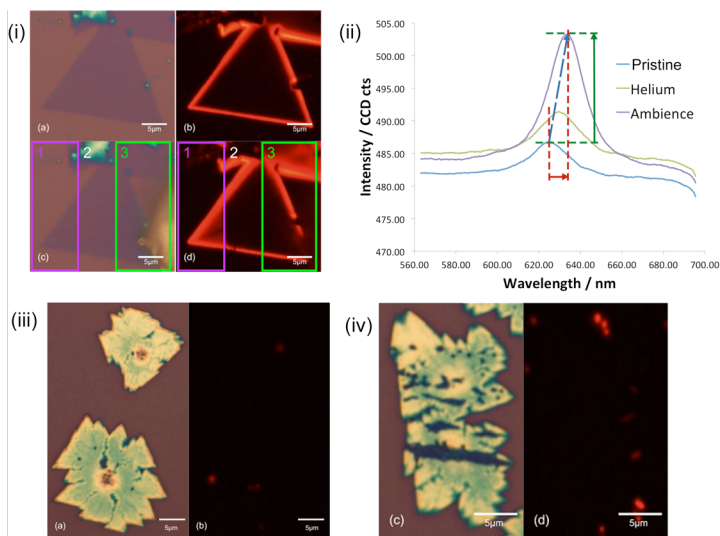 (i)
(a)
5μm
(b)
5μm
1
2
3
(c)
5μm
1
2
3
(d)
5μm
(ii)
505.00
500.00
495.00
490.00
485.00
480.00
475.00
470.00
Intensity / CCD cts
560.00 580.00 600.00 620.00 640.00 660.00 680.00 700.00
Wavelength / nm
Pristine
Helium
Ambience
(iii)
(a)
5μm
(b)
5μm
(iv)
(c)
5μm
(d)
5μm